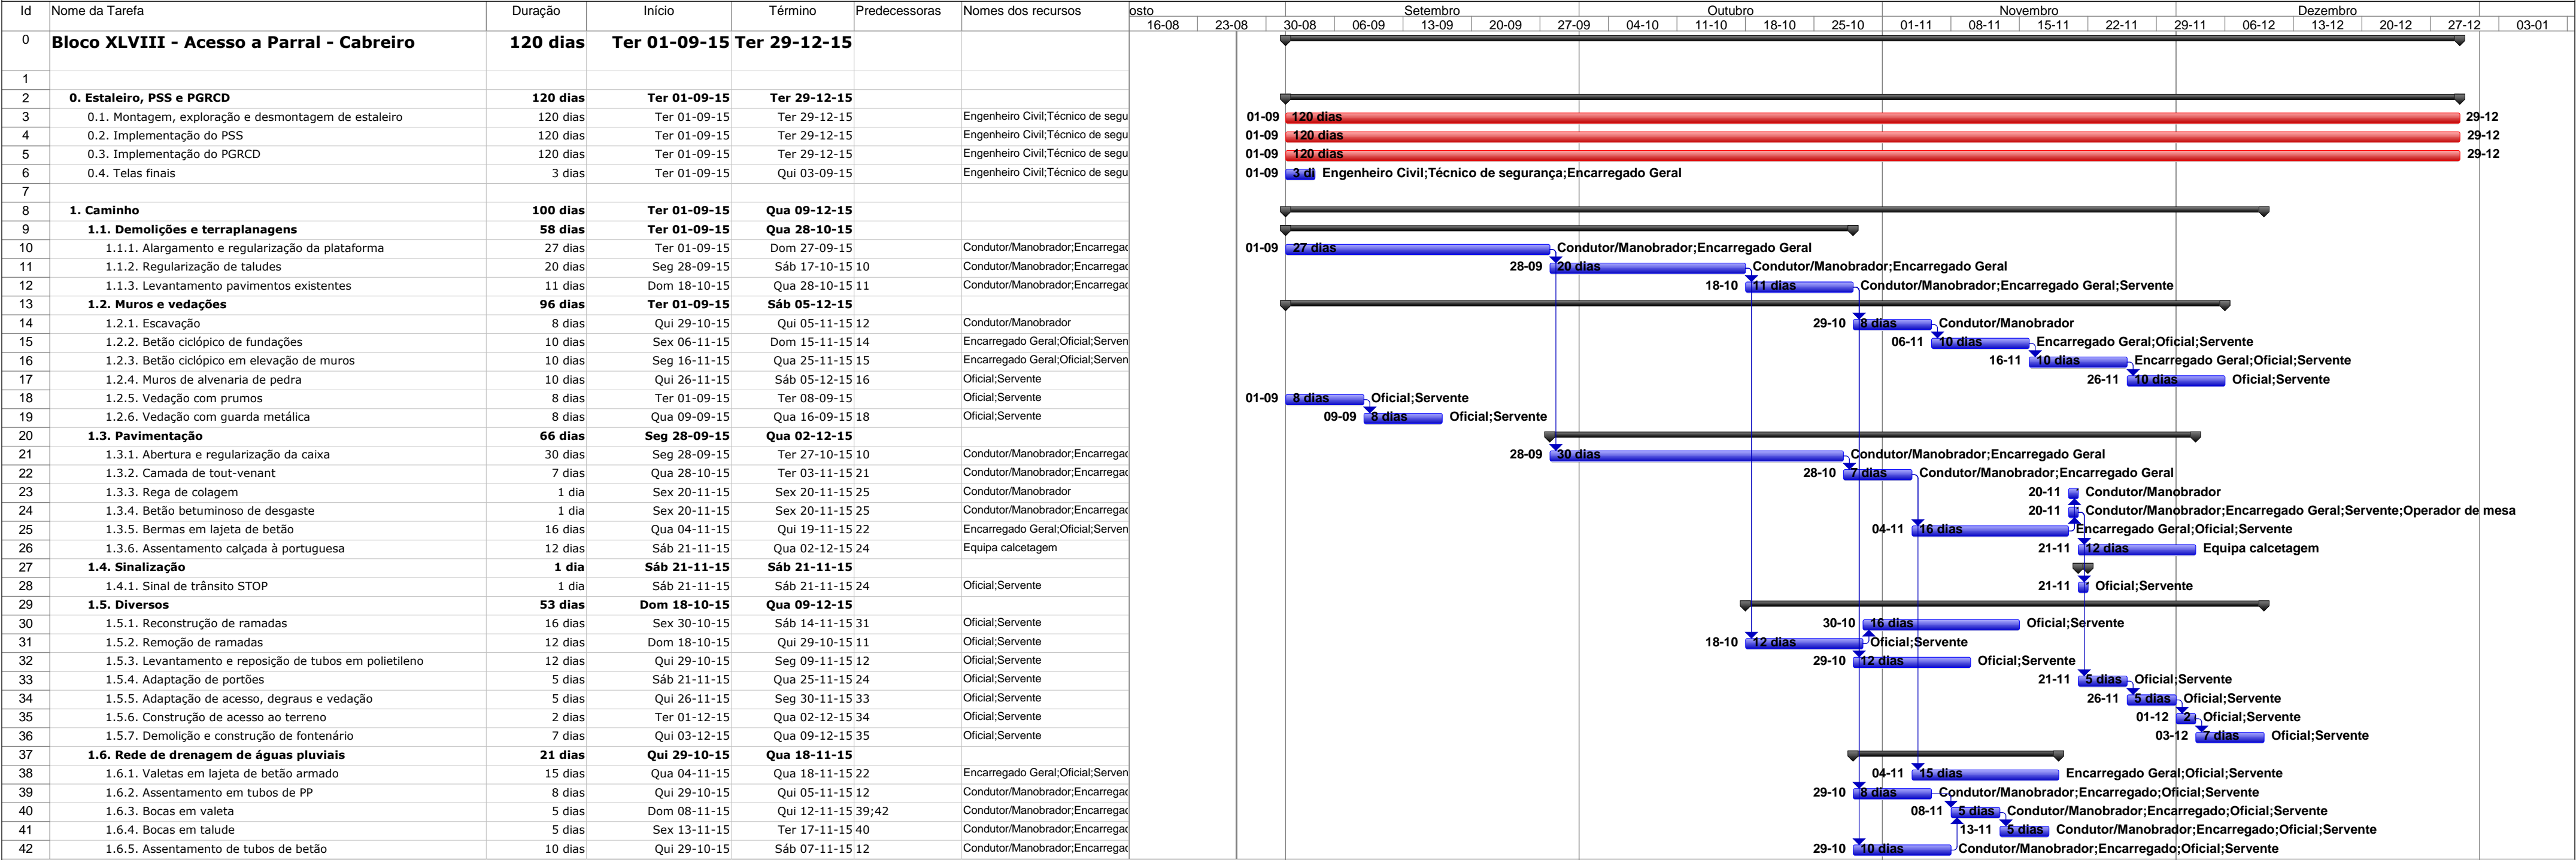 Id Nome da Tarefa Duração Início Término Predecessoras Nomes dos recursos osto Setembro Outubro Novembro Dezembro
16-08 23-08 30-08 06-09 13-09 20-09 27-09 04-10 11-10 18-10 25-10 01-11 08-11 15-11 22-11 29-11 06-12 13-12 20-12 27-12 03-01
0 Bloco XLVIII - Acesso a Parral - Cabreiro 120 dias Ter 01-09-15 Ter 29-12-15
1
2 0. Estaleiro, PSS e PGRCD 120 dias Ter 01-09-15 Ter 29-12-15
3 0.1. Montagem, exploração e desmontagem de estaleiro 120 dias Ter 01-09-15 Ter 29-12-15 Engenheiro Civil;Técnico de segu 01-09 120 dias 29-12
4 0.2. Implementação do PSS 120 dias Ter 01-09-15 Ter 29-12-15 Engenheiro Civil;Técnico de segu 01-09 120 dias 29-12
5 0.3. Implementação do PGRCD 120 dias Ter 01-09-15 Ter 29-12-15 Engenheiro Civil;Técnico de segu 01-09 120 dias 29-12
6 0.4. Telas finais 3 dias Ter 01-09-15 Qui 03-09-15 Engenheiro Civil;Técnico de segu 01-09 3 di Engenheiro Civil;Técnico de segurança;Encarregado Geral
7
8 1. Caminho 100 dias Ter 01-09-15 Qua 09-12-15
9 1.1. Demolições e terraplanagens 58 dias Ter 01-09-15 Qua 28-10-15
10 1.1.1. Alargamento e regularização da plataforma 27 dias Ter 01-09-15 Dom 27-09-15 Condutor/Manobrador;Encarregad 01-09 27 dias Condutor/Manobrador;Encarregado Geral
11 1.1.2. Regularização de taludes 20 dias Seg 28-09-15 Sáb 17-10-15 10 Condutor/Manobrador;Encarregad 28-09 20 dias Condutor/Manobrador;Encarregado Geral
12 1.1.3. Levantamento pavimentos existentes 11 dias Dom 18-10-15 Qua 28-10-15 11 Condutor/Manobrador;Encarregad 18-10 11 dias Condutor/Manobrador;Encarregado Geral;Servente
13 1.2. Muros e vedações 96 dias Ter 01-09-15 Sáb 05-12-15
14 1.2.1. Escavação 8 dias Qui 29-10-15 Qui 05-11-15 12 Condutor/Manobrador 29-10 8 dias Condutor/Manobrador
15 1.2.2. Betão ciclópico de fundações 10 dias Sex 06-11-15 Dom 15-11-15 14 Encarregado Geral;Oficial;Serven 06-11 10 dias Encarregado Geral;Oficial;Servente
16 1.2.3. Betão ciclópico em elevação de muros 10 dias Seg 16-11-15 Qua 25-11-15 15 Encarregado Geral;Oficial;Serven 16-11 10 dias Encarregado Geral;Oficial;Servente
17 1.2.4. Muros de alvenaria de pedra 10 dias Qui 26-11-15 Sáb 05-12-15 16 Oficial;Servente 26-11 10 dias Oficial;Servente
18 1.2.5. Vedação com prumos 8 dias Ter 01-09-15 Ter 08-09-15 Oficial;Servente 01-09 8 dias Oficial;Servente
19 1.2.6. Vedação com guarda metálica 8 dias Qua 09-09-15 Qua 16-09-15 18 Oficial;Servente 09-09 8 dias Oficial;Servente
20 1.3. Pavimentação 66 dias Seg 28-09-15 Qua 02-12-15
21 1.3.1. Abertura e regularização da caixa 30 dias Seg 28-09-15 Ter 27-10-15 10 Condutor/Manobrador;Encarregad 28-09 30 dias Condutor/Manobrador;Encarregado Geral
22 1.3.2. Camada de tout-venant 7 dias Qua 28-10-15 Ter 03-11-15 21 Condutor/Manobrador;Encarregad 28-10 7 dias Condutor/Manobrador;Encarregado Geral
23 1.3.3. Rega de colagem 1 dia Sex 20-11-15 Sex 20-11-15 25 Condutor/Manobrador 20-11 Condutor/Manobrador
24 1.3.4. Betão betuminoso de desgaste 1 dia Sex 20-11-15 Sex 20-11-15 25 Condutor/Manobrador;Encarregad 20-11 Condutor/Manobrador;Encarregado Geral;Servente;Operador de mesa
25 1.3.5. Bermas em lajeta de betão 16 dias Qua 04-11-15 Qui 19-11-15 22 Encarregado Geral;Oficial;Serven 04-11 16 dias Encarregado Geral;Oficial;Servente
26 1.3.6. Assentamento calçada à portuguesa 12 dias Sáb 21-11-15 Qua 02-12-15 24 Equipa calcetagem 21-11 12 dias Equipa calcetagem
27 1.4. Sinalização 1 dia Sáb 21-11-15 Sáb 21-11-15
28 1.4.1. Sinal de trânsito STOP 1 dia Sáb 21-11-15 Sáb 21-11-15 24 Oficial;Servente 21-11 Oficial;Servente
29 1.5. Diversos 53 dias Dom 18-10-15 Qua 09-12-15
30 1.5.1. Reconstrução de ramadas 16 dias Sex 30-10-15 Sáb 14-11-15 31 Oficial;Servente 30-10 16 dias Oficial;Servente
31 1.5.2. Remoção de ramadas 12 dias Dom 18-10-15 Qui 29-10-15 11 Oficial;Servente 18-10 12 dias Oficial;Servente
32 1.5.3. Levantamento e reposição de tubos em polietileno 12 dias Qui 29-10-15 Seg 09-11-15 12 Oficial;Servente 29-10 12 dias Oficial;Servente
33 1.5.4. Adaptação de portões 5 dias Sáb 21-11-15 Qua 25-11-15 24 Oficial;Servente 21-11 5 dias Oficial;Servente
34 1.5.5. Adaptação de acesso, degraus e vedação 5 dias Qui 26-11-15 Seg 30-11-15 33 Oficial;Servente 26-11 5 dias Oficial;Servente
35 1.5.6. Construção de acesso ao terreno 2 dias Ter 01-12-15 Qua 02-12-15 34 Oficial;Servente 01-12 2 Oficial;Servente
36 1.5.7. Demolição e construção de fontenário 7 dias Qui 03-12-15 Qua 09-12-15 35 Oficial;Servente 03-12 7 dias Oficial;Servente
37 1.6. Rede de drenagem de águas pluviais 21 dias Qui 29-10-15 Qua 18-11-15
38 1.6.1. Valetas em lajeta de betão armado 15 dias Qua 04-11-15 Qua 18-11-15 22 Encarregado Geral;Oficial;Serven 04-11 15 dias Encarregado Geral;Oficial;Servente
39 1.6.2. Assentamento em tubos de PP 8 dias Qui 29-10-15 Qui 05-11-15 12 Condutor/Manobrador;Encarregad 29-10 8 dias Condutor/Manobrador;Encarregado;Oficial;Servente
40 1.6.3. Bocas em valeta 5 dias Dom 08-11-15 Qui 12-11-15 39;42 Condutor/Manobrador;Encarregad 08-11 5 dias Condutor/Manobrador;Encarregado;Oficial;Servente
41 1.6.4. Bocas em talude 5 dias Sex 13-11-15 Ter 17-11-15 40 Condutor/Manobrador;Encarregad 13-11 5 dias Condutor/Manobrador;Encarregado;Oficial;Servente
42 1.6.5. Assentamento de tubos de betão 10 dias Qui 29-10-15 Sáb 07-11-15 12 Condutor/Manobrador;Encarregad 29-10 10 dias Condutor/Manobrador;Encarregado;Oficial;Servente